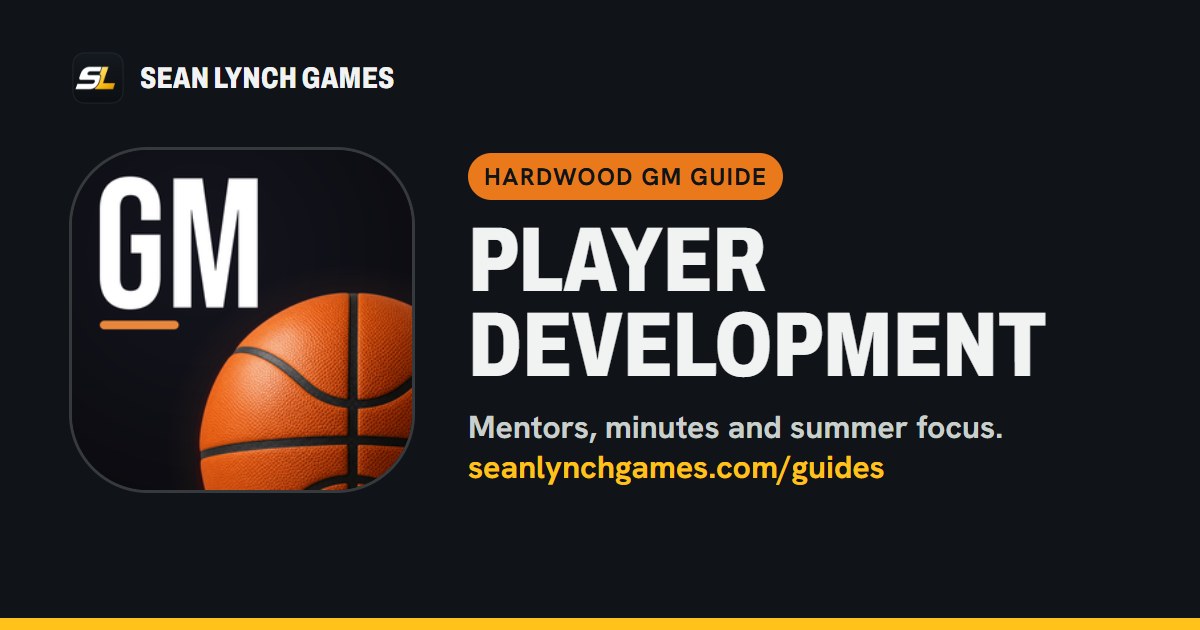 SL
SEAN LYNCH GAMES
GM
HARDWOOD GM GUIDE
PLAYER
DEVELOPMENT
Mentors, minutes and summer focus.
seanlynchgames.com/guides